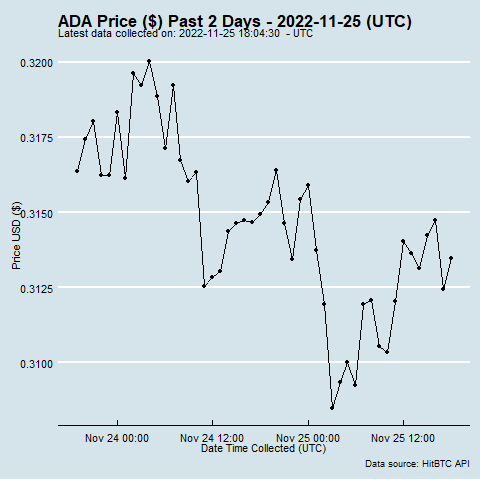 ADA Price ($) Past 2 Days - 2022-11-25 (UTC)
Latest data collected on: 2022-11-25 18:04:30 - UTC
0.3200
0.3175
0.3150
0.3125
0.3100
Price USD ($)
Nov 24 00:00
Nov 24 12:00
Nov 25 00:00
Nov 25 12:00
Date Time Collected (UTC)
Data source: HitBTC API